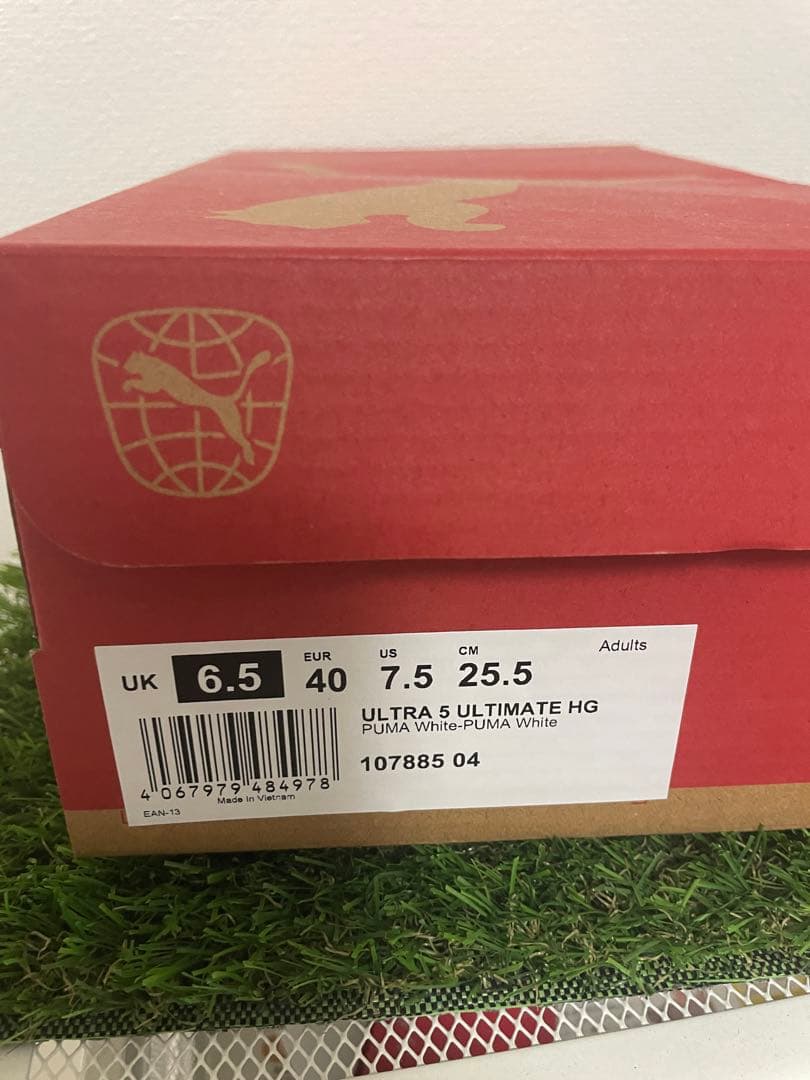 UK 6.5 EUR 40 US 7.5 CM 25.5 Adults
ULTRA 5 ULTIMATE HG
PUMA White-PUMA White
107885 04
4 067979 484978
Made in Vietnam
EAN-13